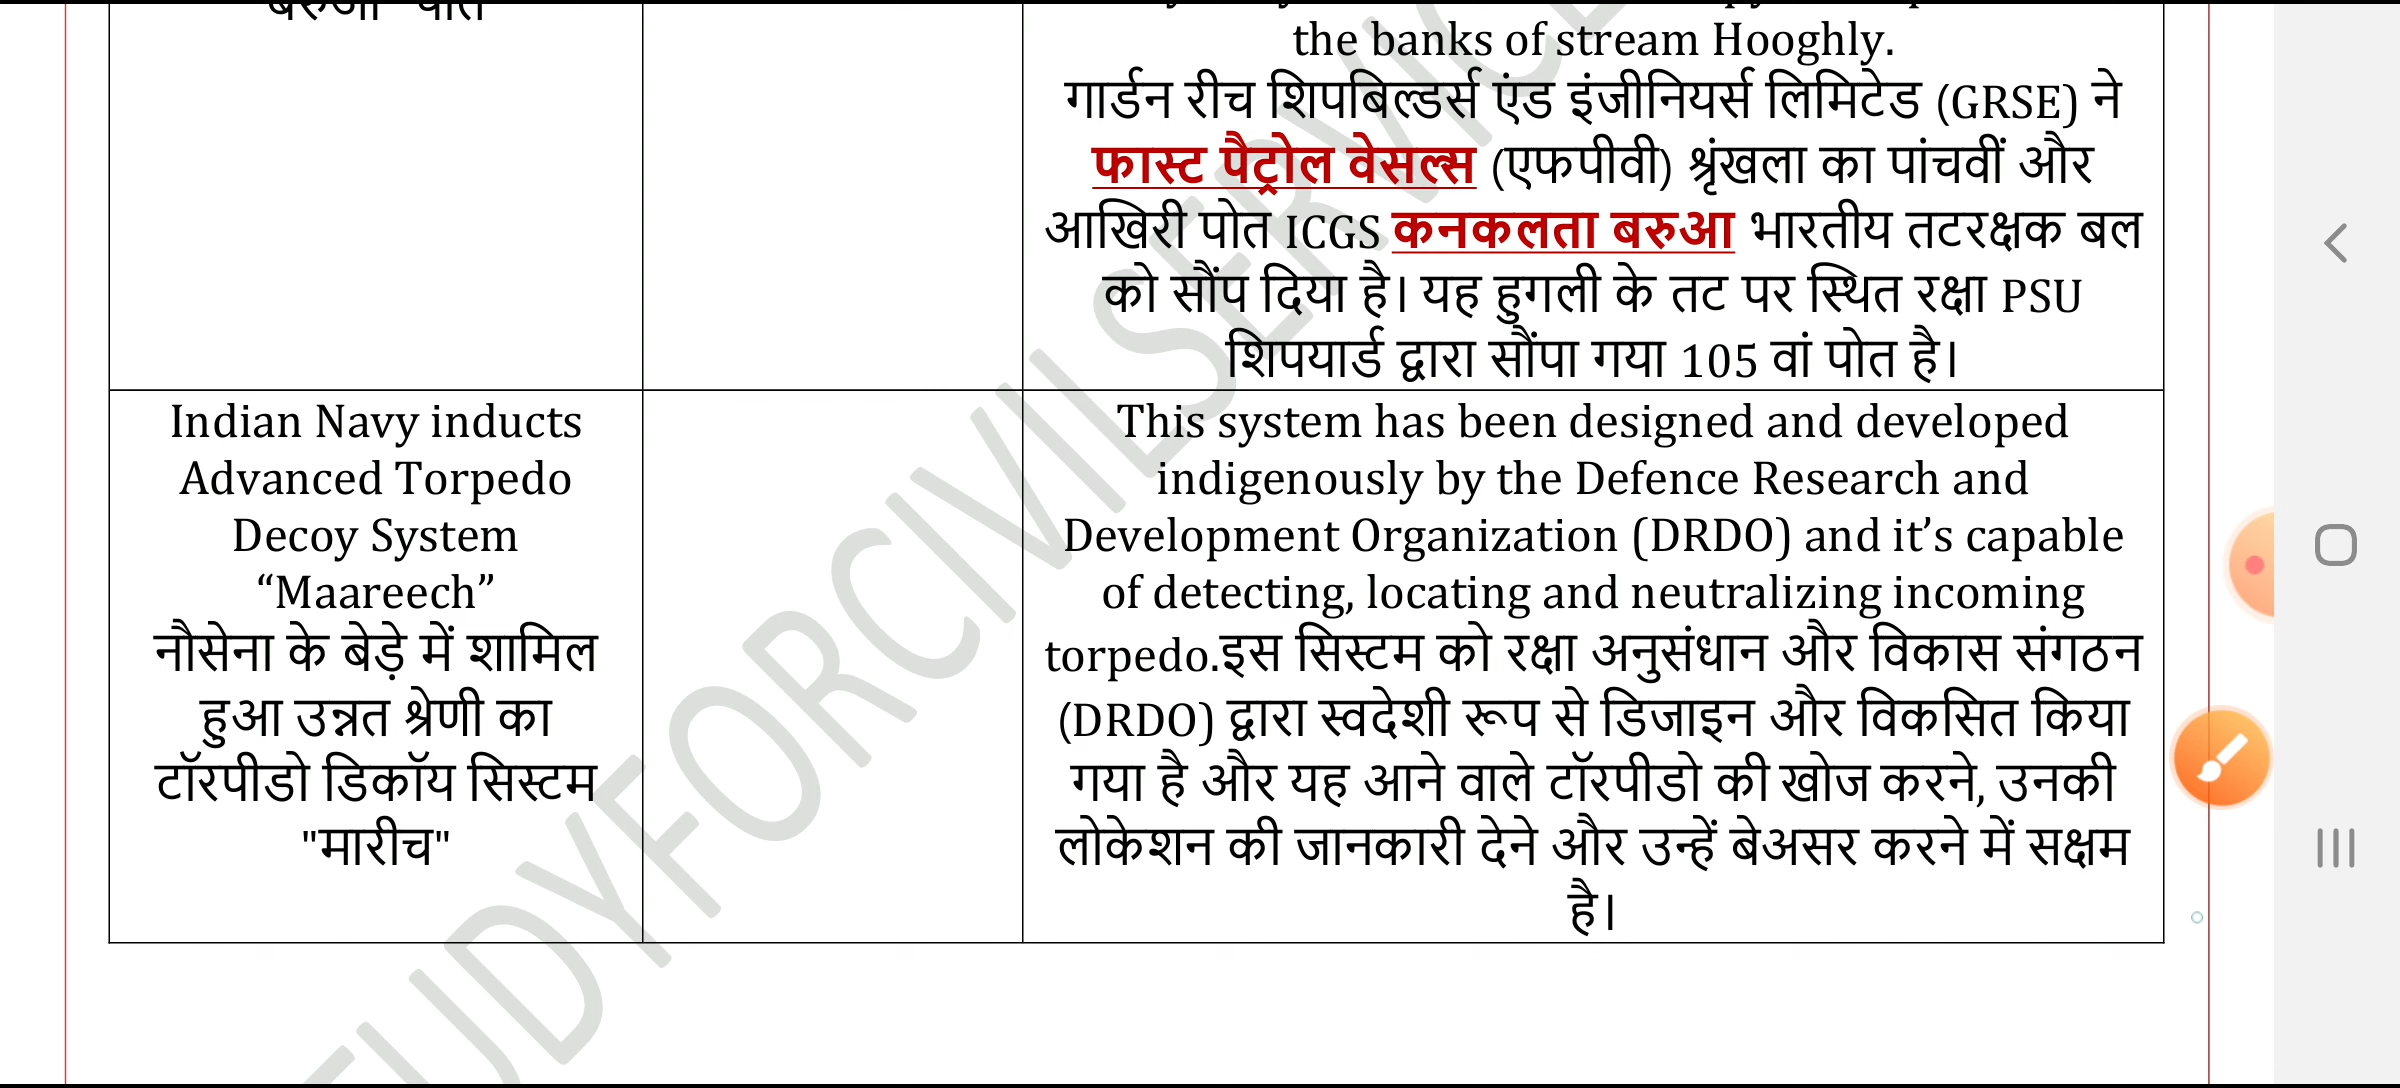 बरुआ" पोत
the banks of stream Hooghly.
गार्डन रीच शिपबिल्डर्स एंड इंजीनियर्स लिमिटेड (GRSE) ने
फास्ट पैट्रोल वेसल्स (एफपीवी) श्रृंखला का पांचवीं और
आखिरी पोत ICGS कनकलता बरुआ भारतीय तटरक्षक बल
को सौंप दिया है। यह हुगली के तट पर स्थित रक्षा PSU
शिपयार्ड द्वारा सौंपा गया 105 वां पोत है।
Indian Navy inducts
Advanced Torpedo
Decoy System
“Maareech”
नौसेना के बेड़े में शामिल
हुआ उन्नत श्रेणी का
टॉरपीडो डिकॉय सिस्टम
"मारीच"
This system has been designed and developed
indigenously by the Defence Research and
Development Organization (DRDO) and it’s capable
of detecting, locating and neutralizing incoming
torpedo.इस सिस्टम को रक्षा अनुसंधान और विकास संगठन
(DRDO) द्वारा स्वदेशी रूप से डिजाइन और विकसित किया
गया है और यह आने वाले टॉरपीडो की खोज करने, उनकी
लोकेशन की जानकारी देने और उन्हें बेअसर करने में सक्षम
है।
UDYFORCIVILSERVICE